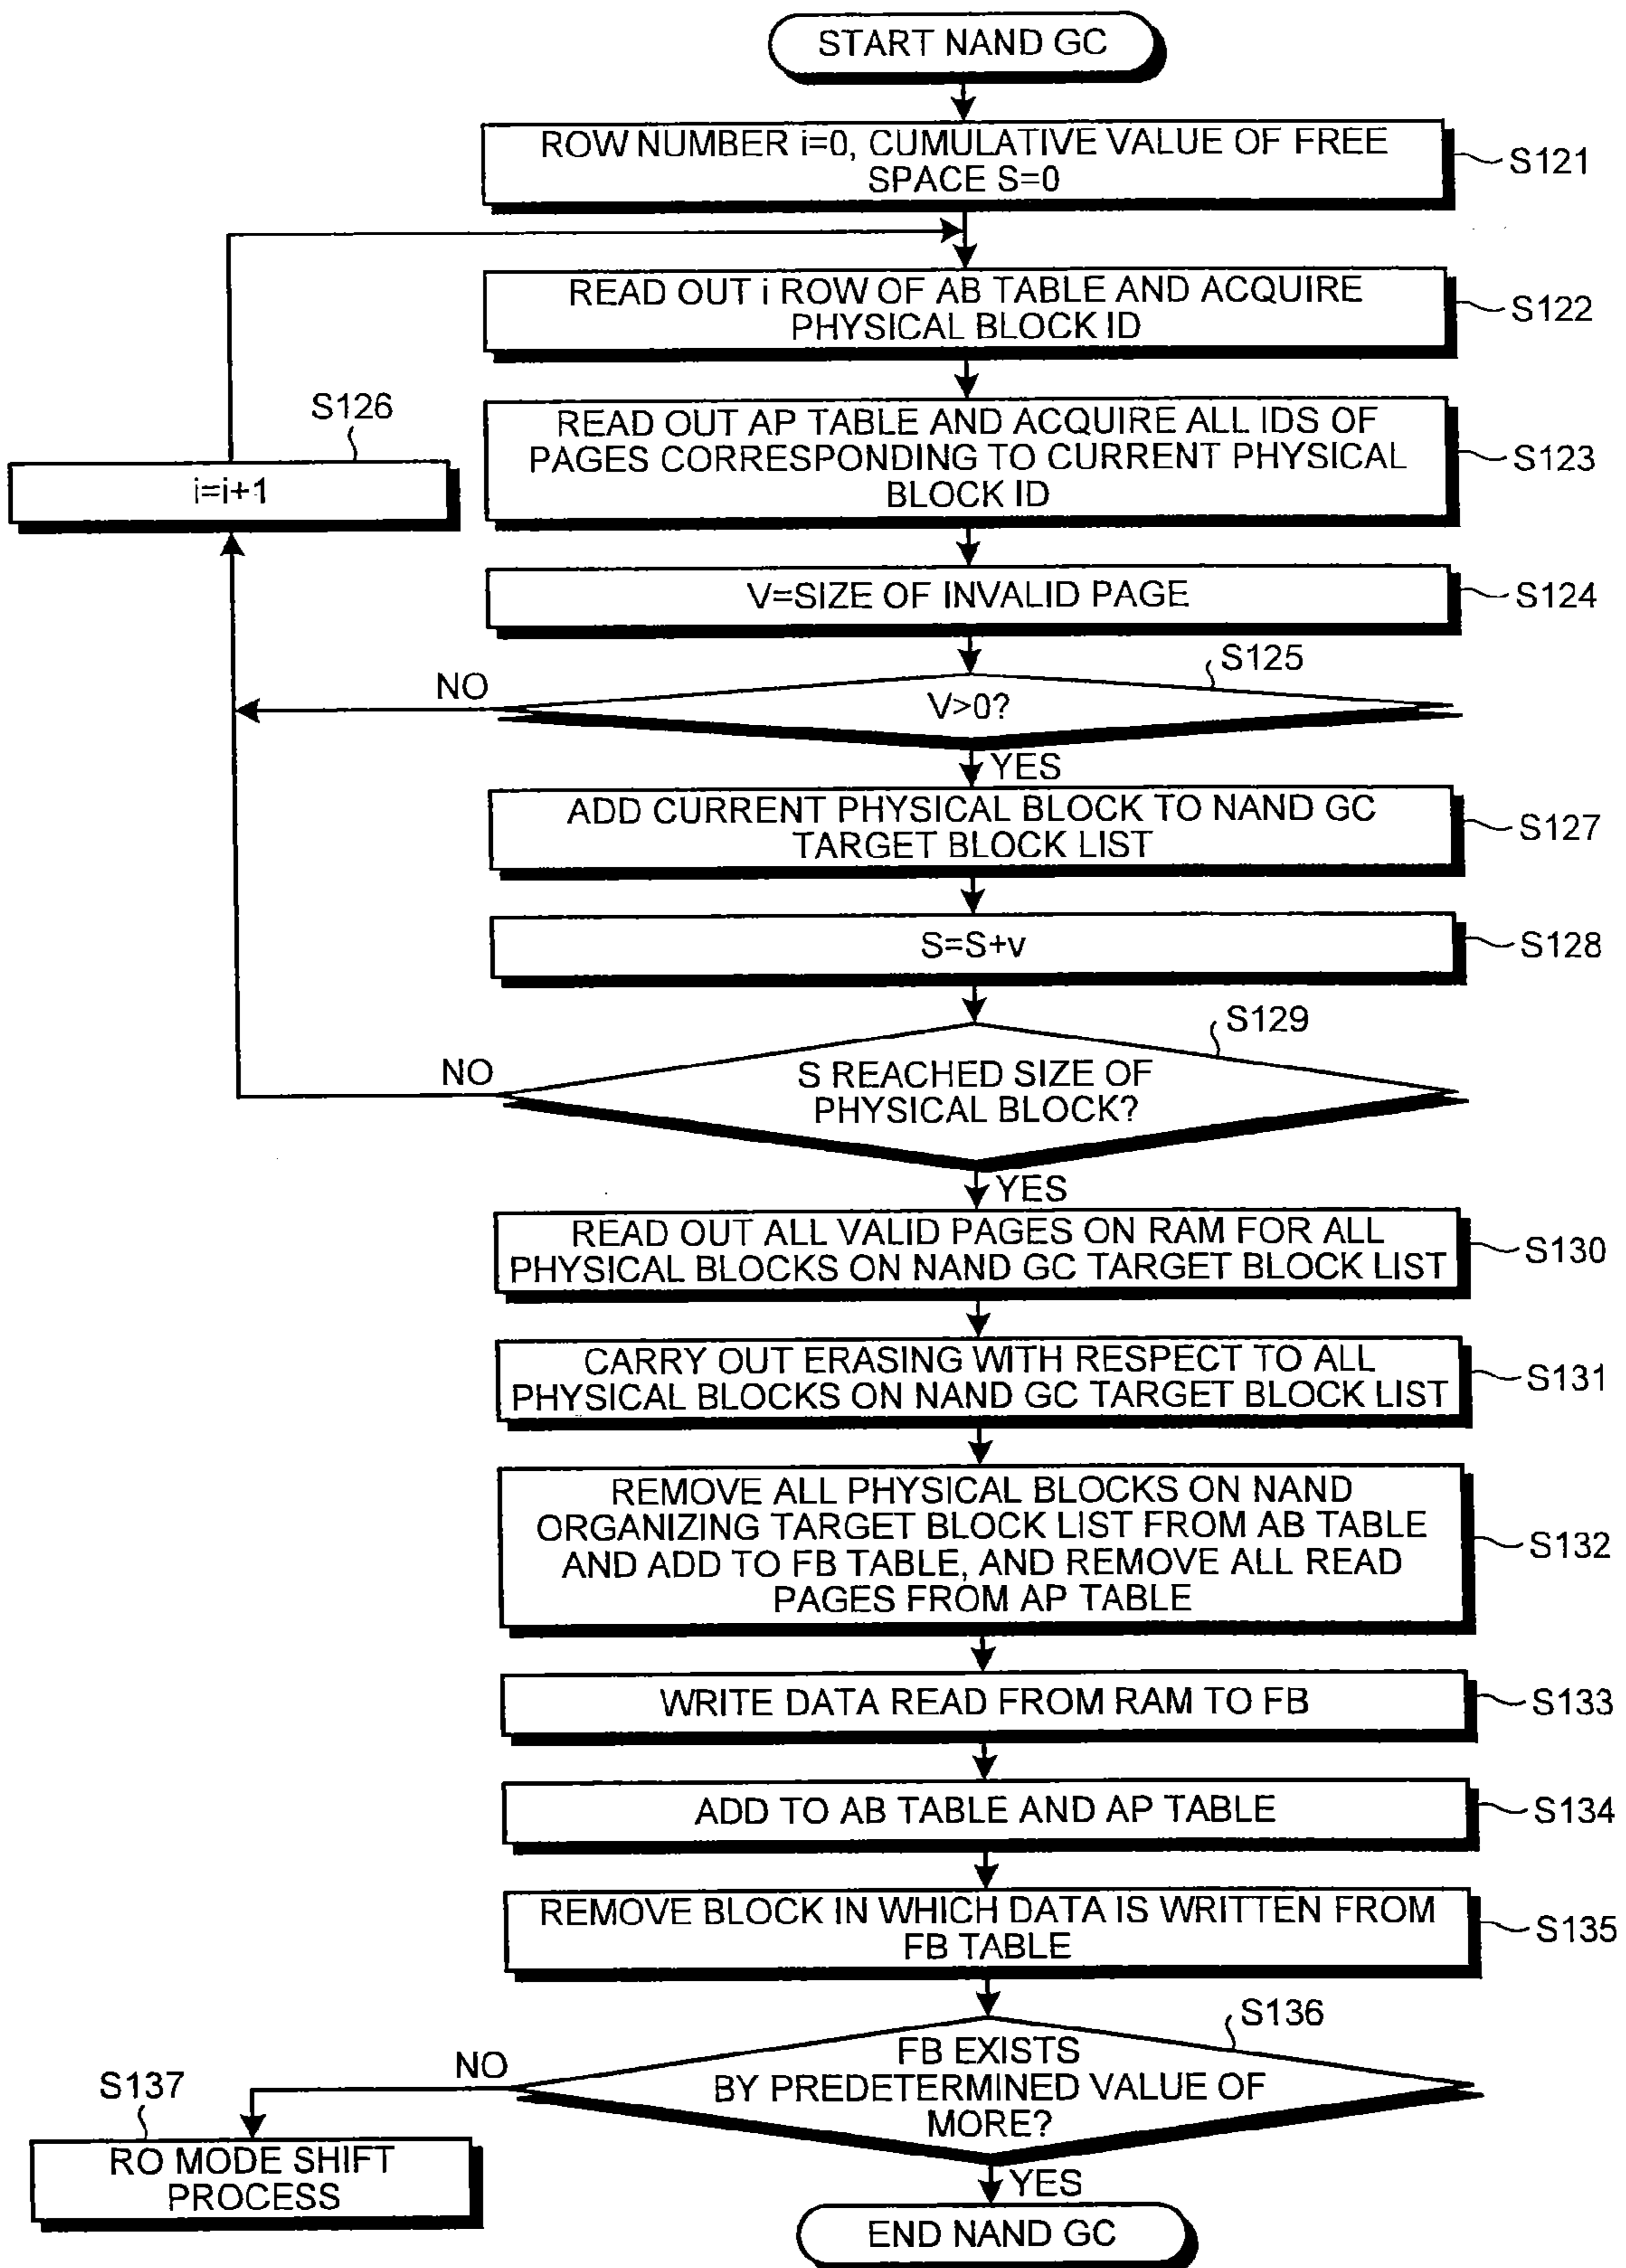 START NAND GC
ROW NUMBER i=0, CUMULATIVE VALUE OF FREE
SPACE S=0
S121
READ OUT i ROW OF AB TABLE AND ACQUIRE
PHYSICAL BLOCK ID
S122
S126
i=i+1
READ OUT AP TABLE AND ACQUIRE ALL IDS OF
PAGES CORRESPONDING TO CURRENT PHYSICAL
BLOCK ID
S123
V=SIZE OF INVALID PAGE
S124
S125
NO
V>0?
YES
ADD CURRENT PHYSICAL BLOCK TO NAND GC
TARGET BLOCK LIST
S127
S=S+v
S128
S129
NO
S REACHED SIZE OF
PHYSICAL BLOCK?
YES
READ OUT ALL VALID PAGES ON RAM FOR ALL
PHYSICAL BLOCKS ON NAND GC TARGET BLOCK LIST
S130
CARRY OUT ERASING WITH RESPECT TO ALL
PHYSICAL BLOCKS ON NAND GC TARGET BLOCK LIST
S131
REMOVE ALL PHYSICAL BLOCKS ON NAND
ORGANIZING TARGET BLOCK LIST FROM AB TABLE
AND ADD TO FB TABLE, AND REMOVE ALL READ
PAGES FROM AP TABLE
S132
WRITE DATA READ FROM RAM TO FB
S133
ADD TO AB TABLE AND AP TABLE
S134
REMOVE BLOCK IN WHICH DATA IS WRITTEN FROM
FB TABLE
S135
S136
NO
FB EXISTS
BY PREDETERMINED VALUE OF
MORE?
YES
S137
RO MODE SHIFT
PROCESS
END NAND GC